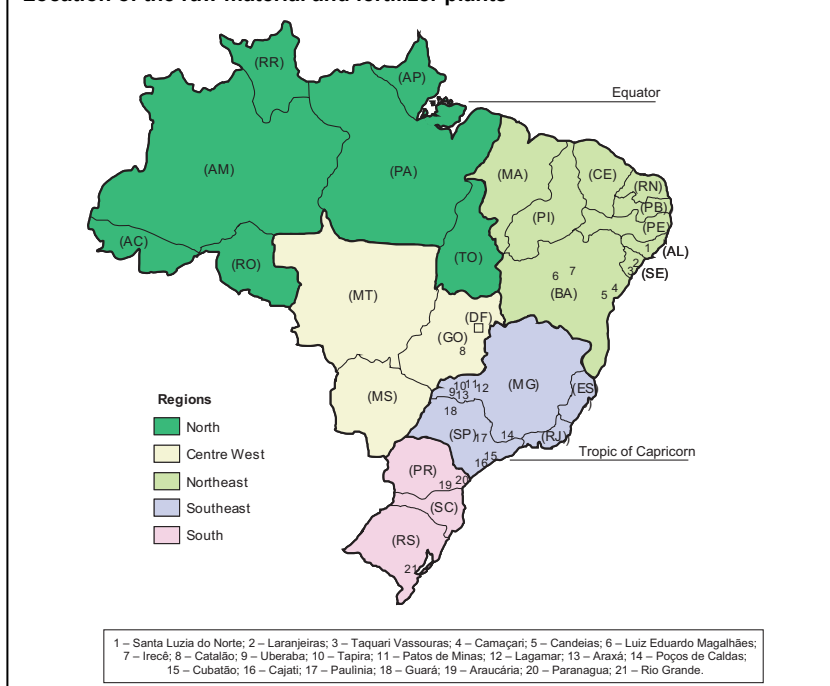 Location of the raw material and fertilizer plants
(RR)
(AP)
Equator
(AM)
(PA)
(MA)
(CE)
(RN)
(PB)
(PI)
(PE)
(AC)
(RO)
(TO)
1
(AL)
2
3
(SE)
6 7
(BA)
5 4
(MT)
(DF)
(GO)
8
(MS)
9 10 11 12
13
(MG)
(ES)
18
(SP)
17
14
(RJ)
15
16
Tropic of Capricorn
(PR)
19 20
(SC)
(RS)
21
Regions
North
Centre West
Northeast
Southeast
South
1 – Santa Luzia do Norte; 2 – Laranjeiras; 3 – Taquari Vassouras; 4 – Camaçari; 5 – Candeias; 6 – Luiz Eduardo Magalhães;
7 – Irecê; 8 – Catalão; 9 – Uberaba; 10 – Tapira; 11 – Patos de Minas; 12 – Lagamar; 13 – Araxá; 14 – Poços de Caldas;
15 – Cubatão; 16 – Cajati; 17 – Paulínia; 18 – Guará; 19 – Araucária; 20 – Paranagua; 21 – Rio Grande.